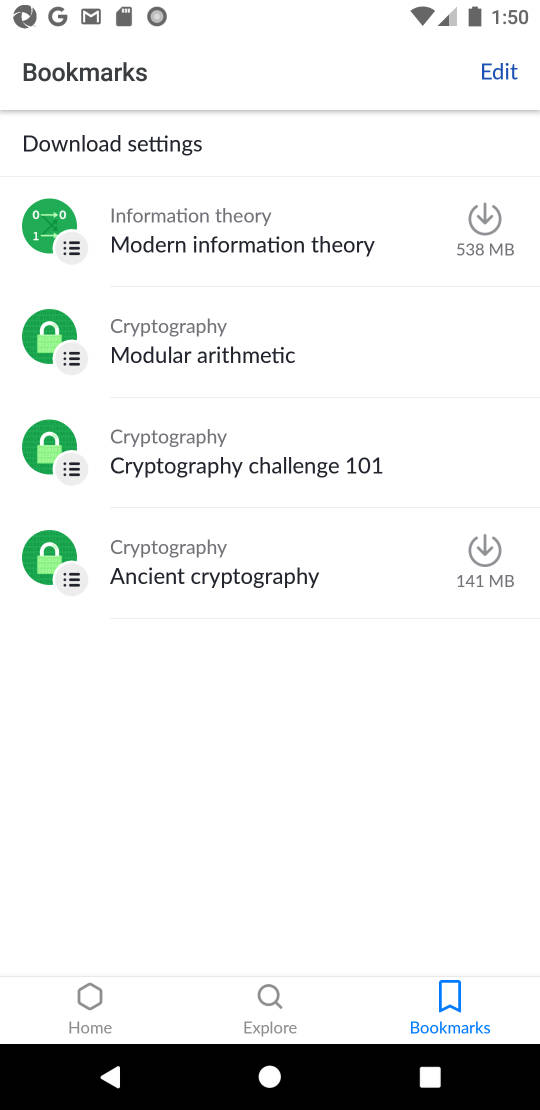 1:50
Bookmarks
Edit
Download settings
0→0
1→
Information theory
Modern information theory
538 MB
Cryptography
Modular arithmetic
Cryptography
Cryptography challenge 101
Cryptography
Ancient cryptography
141 MB
Home
Explore
Bookmarks